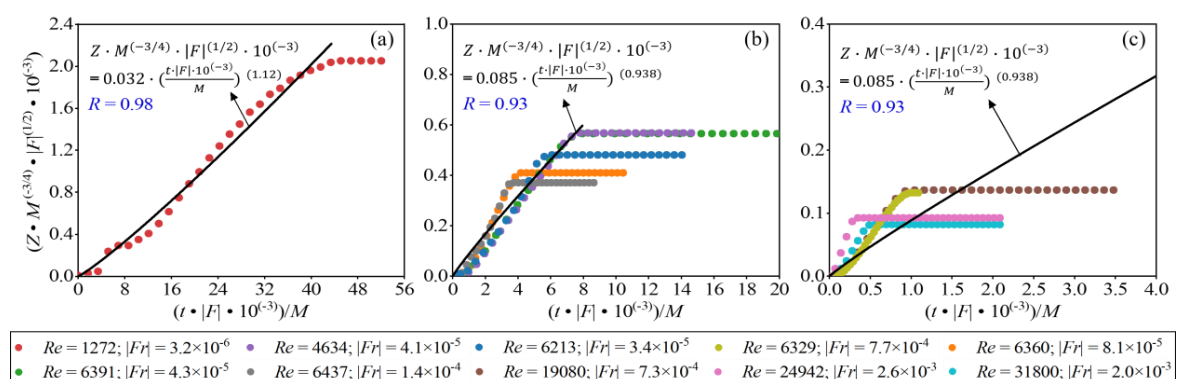 (Z • M^(-3/4) • |F|^(1/2) • 10^(-3))
2.4
2.0
1.6
1.2
0.8
0.4
0.0
0 8 16 24 32 40 48 56
(t • |F| • 10^(-3))/M
(a)
Z · M^(−3/4) · |F|^(1/2) · 10^(−3)
=0.032 · (t·|F|·10^(−3)/M)^(1.12)
R = 0.98
1.0
0.8
0.6
0.4
0.2
0.0
0 2 4 6 8 10 12 14 16 18 20
(t • |F| • 10^(-3))/M
(b)
Z · M^(−3/4) · |F|^(1/2) · 10^(−3)
=0.085 · (t·|F|·10^(−3)/M)^(0.938)
R = 0.93
0.4
0.3
0.2
0.1
0.0
0.0 0.5 1.0 1.5 2.0 2.5 3.0 3.5 4.0
(t • |F| • 10^(-3))/M
(c)
Z · M^(−3/4) · |F|^(1/2) · 10^(−3)
=0.085 · (t·|F|·10^(−3)/M)^(0.938)
R = 0.93
Re = 1272; |Fr| = 3.2×10^-6 Re = 4634; |Fr| = 4.1×10^-5 Re = 6213; |Fr| = 3.4×10^-5 Re = 6329; |Fr| = 7.7×10^-4 Re = 6360; |Fr| = 8.1×10^-5
Re = 6391; |Fr| = 4.3×10^-5 Re = 6437; |Fr| = 1.4×10^-4 Re = 19080; |Fr| = 7.3×10^-4 Re = 24942; |Fr| = 2.6×10^-3 Re = 31800; |Fr| = 2.0×10^-3